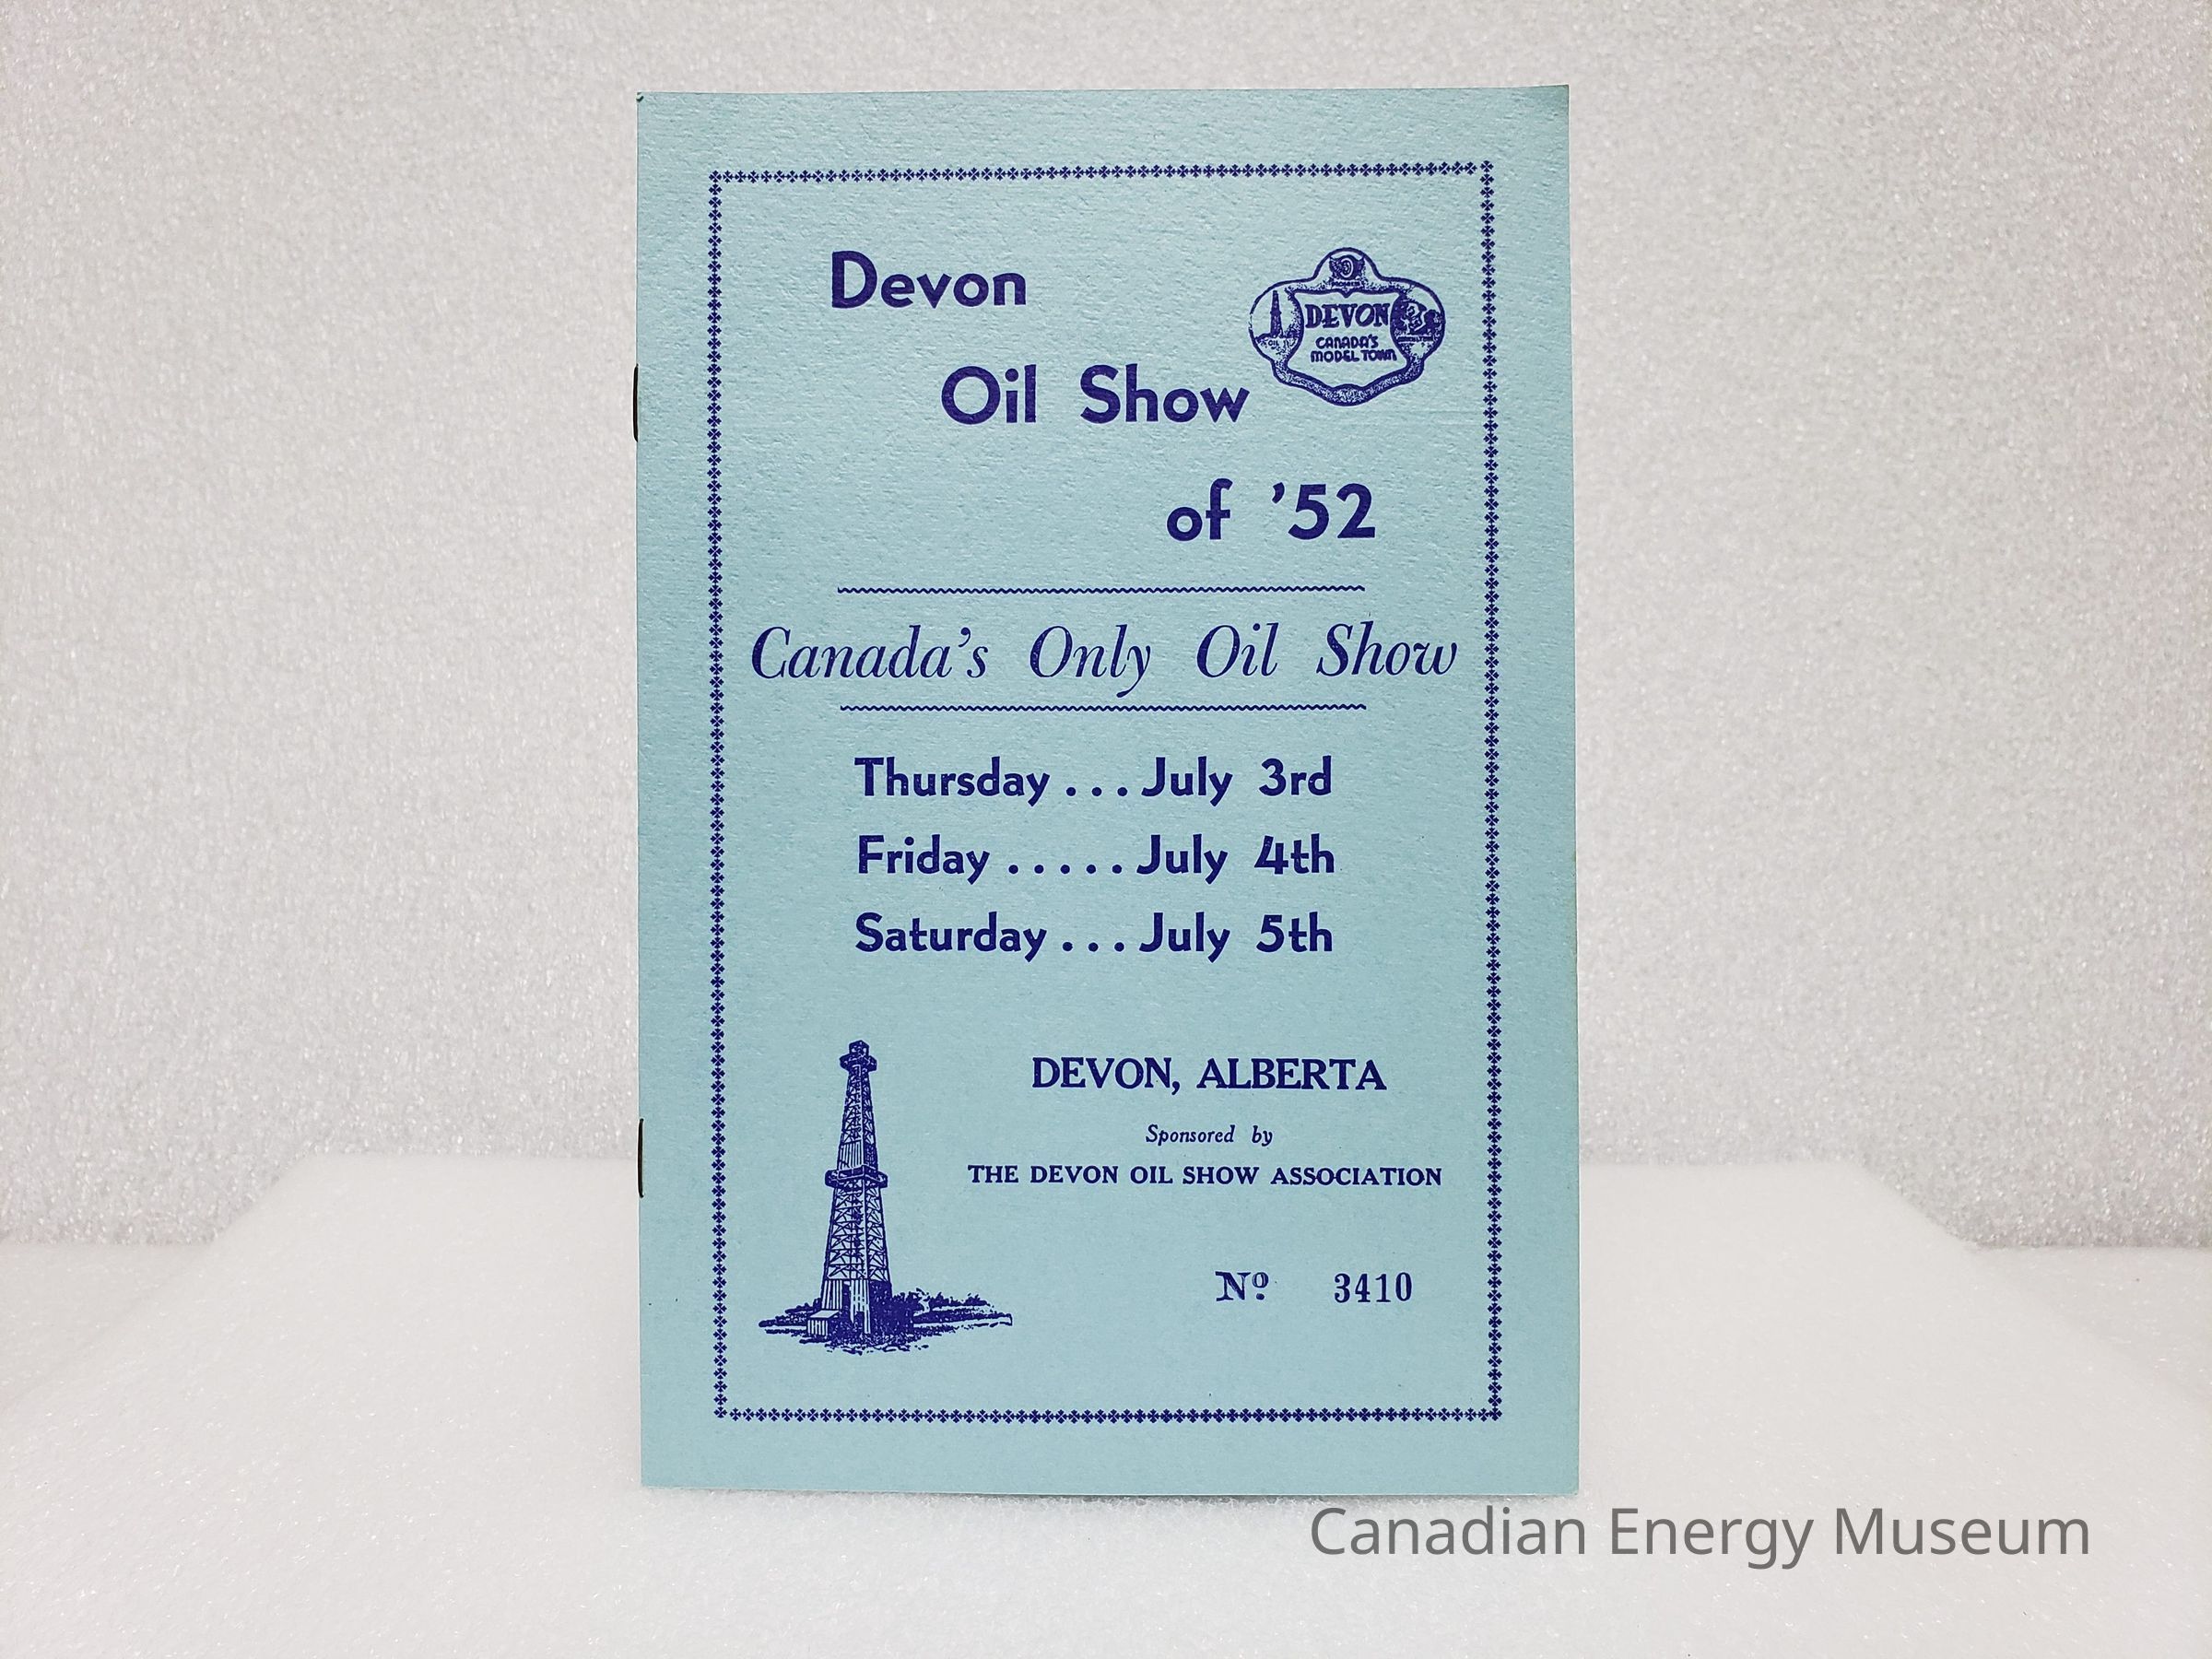 Devon
Oil Show
of '52
DEVON
CANADA'S
MODEL TOWN
Canada's Only Oil Show
Thursday . . . July 3rd
Friday . . . . . July 4th
Saturday . . . July 5th
DEVON, ALBERTA
Sponsored by
THE DEVON OIL SHOW ASSOCIATION
Nº 3410
Canadian Energy Museum